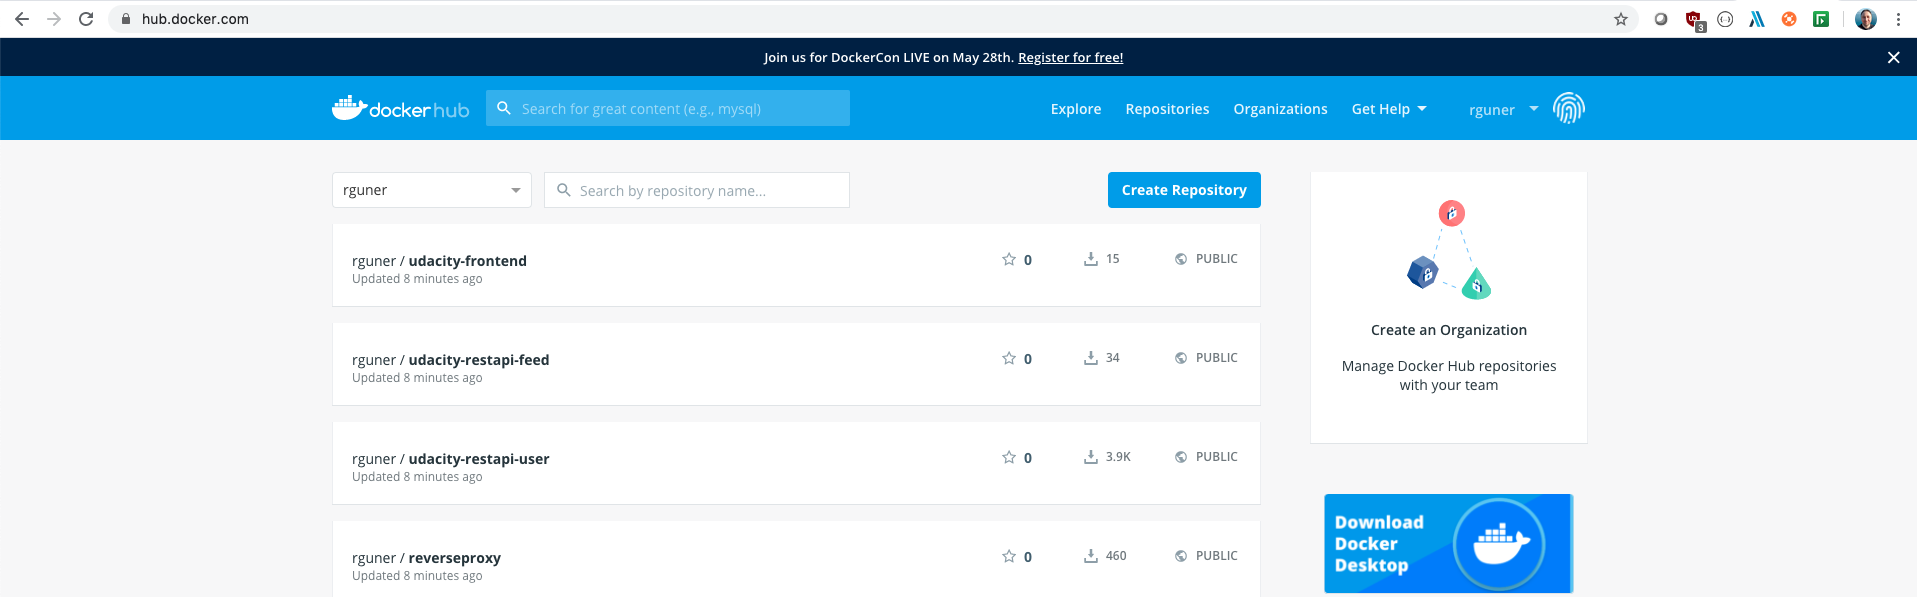 hub.docker.com
3
Join us for DockerCon LIVE on May 28th. Register for free!
dockerhub
Search for great content (e.g., mysql)
Explore
Repositories
Organizations
Get Help
rguner
rguner
Search by repository name...
Create Repository
rguner / udacity-frontend
Updated 8 minutes ago
0
15
PUBLIC
rguner / udacity-restapi-feed
Updated 8 minutes ago
0
34
PUBLIC
rguner / udacity-restapi-user
Updated 8 minutes ago
0
3.9K
PUBLIC
rguner / reverseproxy
Updated 8 minutes ago
0
460
PUBLIC
Create an Organization
Manage Docker Hub repositories
with your team
Download
Docker
Desktop